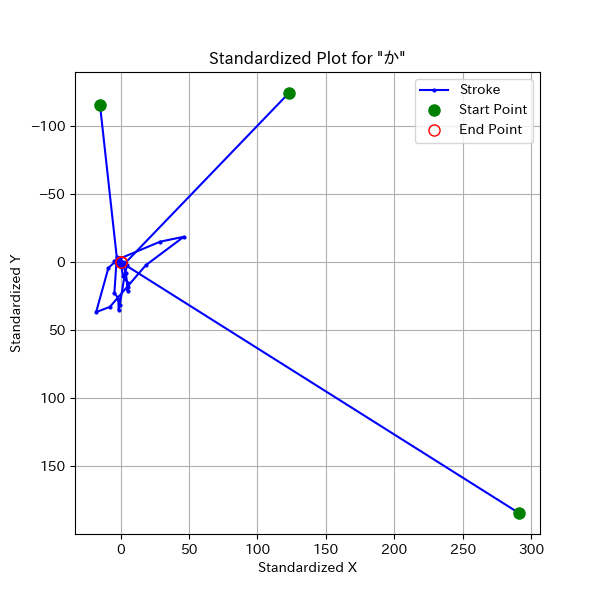 Standardized Plot for "か"
Stroke
Start Point
End Point
−100
−50
0
50
100
150
Standardized Y
0 50 100 150 200 250 300
Standardized X